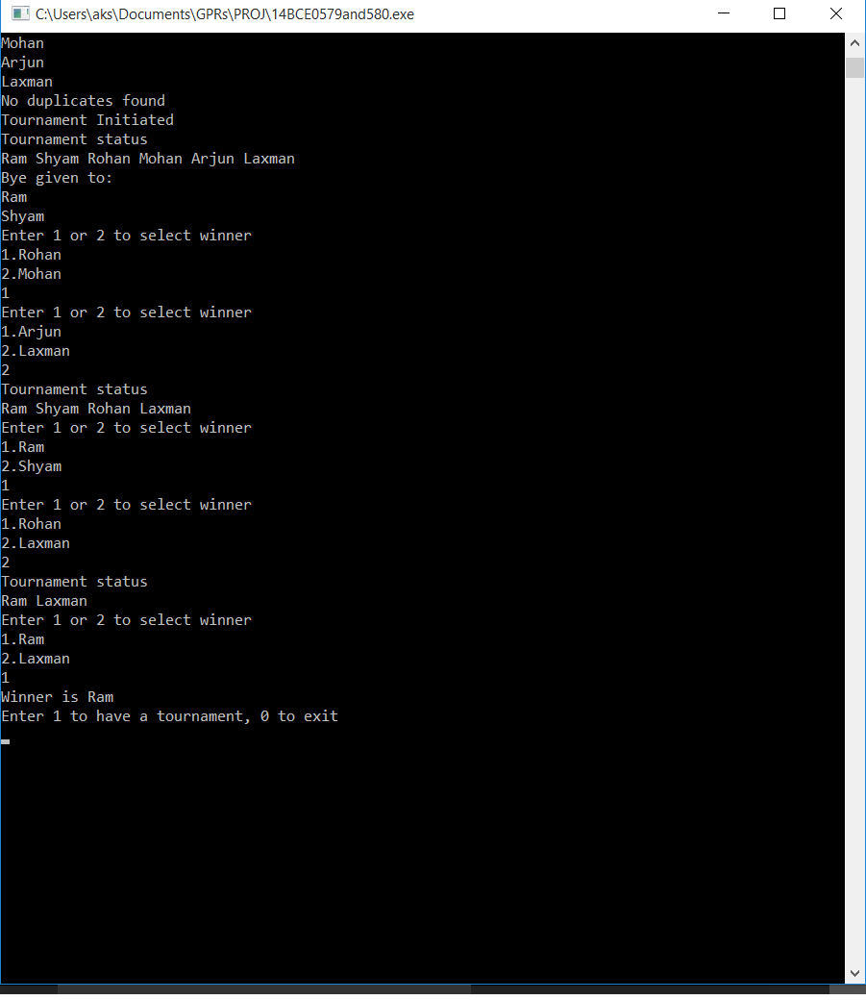 C:\Users\aks\Documents\GPRs\PROJ\14BCE0579and580.exe
Mohan
Arjun
Laxman
No duplicates found
Tournament Initiated
Tournament status
Ram Shyam Rohan Mohan Arjun Laxman
Bye given to:
Ram
Shyam
Enter 1 or 2 to select winner
1.Rohan
2.Mohan
1
Enter 1 or 2 to select winner
1.Arjun
2.Laxman
2
Tournament status
Ram Shyam Rohan Laxman
Enter 1 or 2 to select winner
1.Ram
2.Shyam
1
Enter 1 or 2 to select winner
1.Rohan
2.Laxman
2
Tournament status
Ram Laxman
Enter 1 or 2 to select winner
1.Ram
2.Laxman
1
Winner is Ram
Enter 1 to have a tournament, 0 to exit